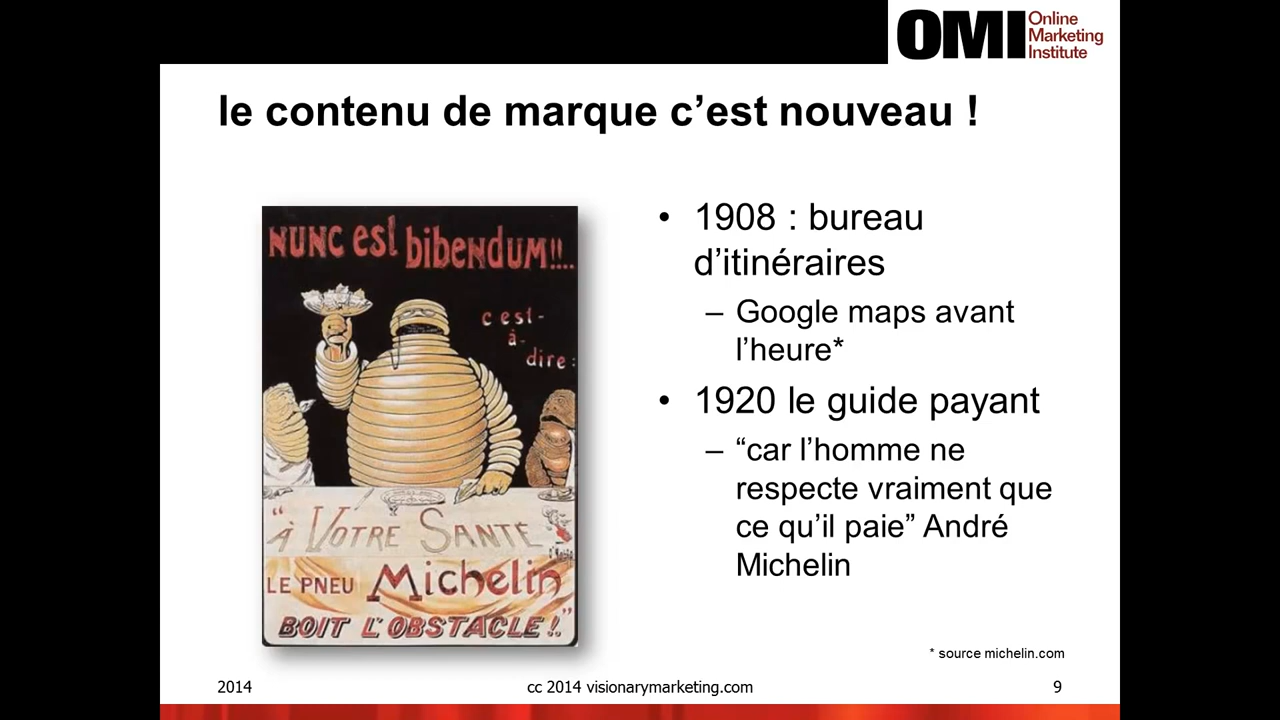 OMI Online
Marketing
Institute
le contenu de marque c’est nouveau !
NUNC est bibendum!!...
c est-
à-
dire:
“À VOTRE SANTÉ
LE PNEU Michelin
BOIT L’OBSTACLE!”
• 1908 : bureau
d’itinéraires
– Google maps avant
l’heure*
• 1920 le guide payant
– “car l’homme ne
respecte vraiment que
ce qu’il paie” André
Michelin
* source michelin.com
2014
cc 2014 visionarymarketing.com
9